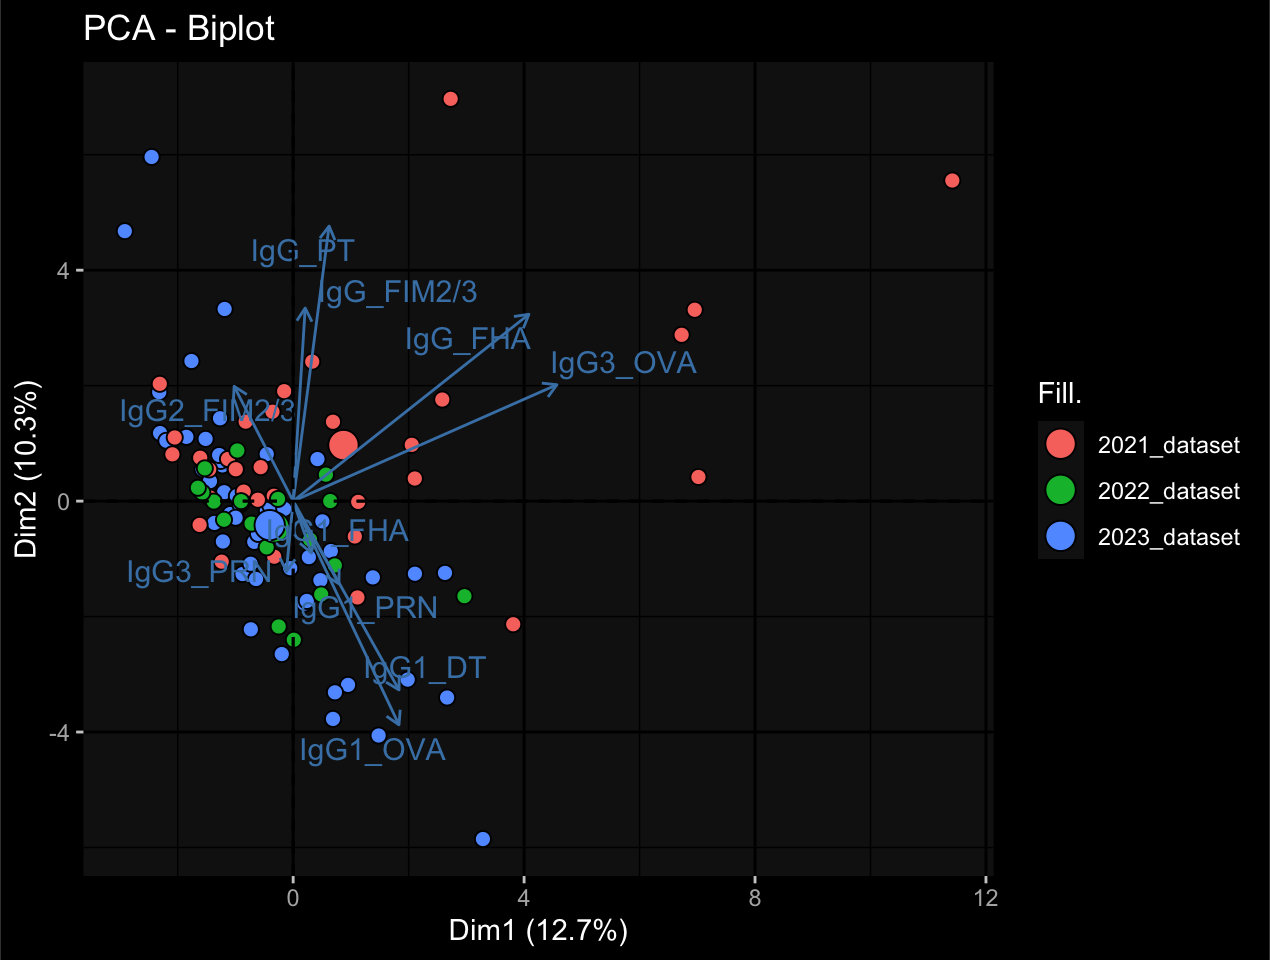 PCA - Biplot
IgG_PT
IgG_FIM2/3
IgG_FHA
IgG3_OVA
IgG2_FIM2/3
IgG1_FHA
IgG3_PRN
IgG1_PRN
IgG1_DT
IgG1_OVA
4
0
-4
0
4
8
12
Dim1 (12.7%)
Dim2 (10.3%)
Fill.
2021_dataset
2022_dataset
2023_dataset